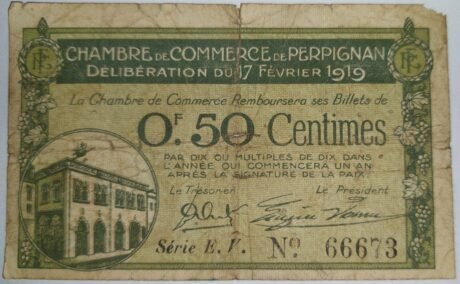 CHAMBRE DE COMMERCE DE PERPIGNAN
DÉLIBÉRATION DU 17 FÉVRIER 1919
La Chambre de Commerce Remboursera ses Billets de
0F.50 Centimes
PAR DIX OU MULTIPLES DE DIX DANS
L'ANNÉE QUI COMMENCERA UN AN
APRÈS LA SIGNATURE DE LA PAIX.
Le Trésorier Le Président
Série E.V. No 66673